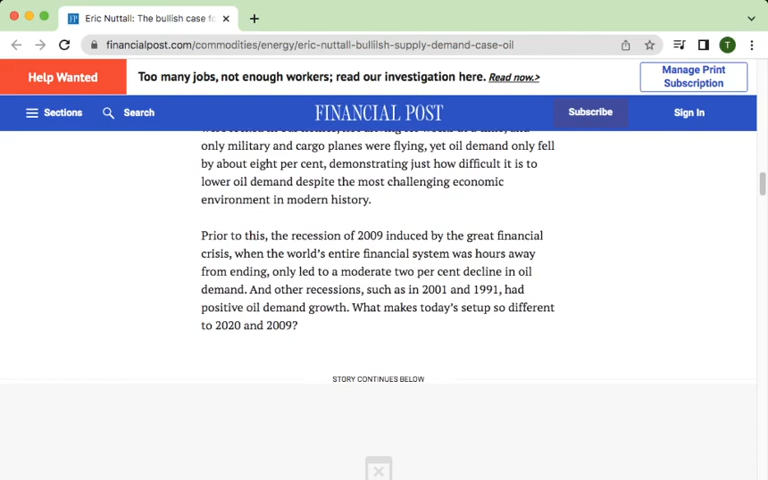 Eric Nuttall: The bullish case fo
financialpost.com/commodities/energy/eric-nuttall-builish-supply-demand-case-oil
T
Help Wanted
Too many jobs, not enough workers; read our investigation here. Read now.>
Manage Print
Subscription
Sections
Search
FINANCIAL POST
Subscribe
Sign In
only military and cargo planes were flying, yet oil demand only fell
by about eight per cent, demonstrating just how difficult it is to
lower oil demand despite the most challenging economic
environment in modern history.
Prior to this, the recession of 2009 induced by the great financial
crisis, when the world's entire financial system was hours away
from ending, only led to a moderate two per cent decline in oil
demand. And other recessions, such as in 2001 and 1991, had
positive oil demand growth. What makes today's setup so different
to 2020 and 2009?
STORY CONTINUES BELOW